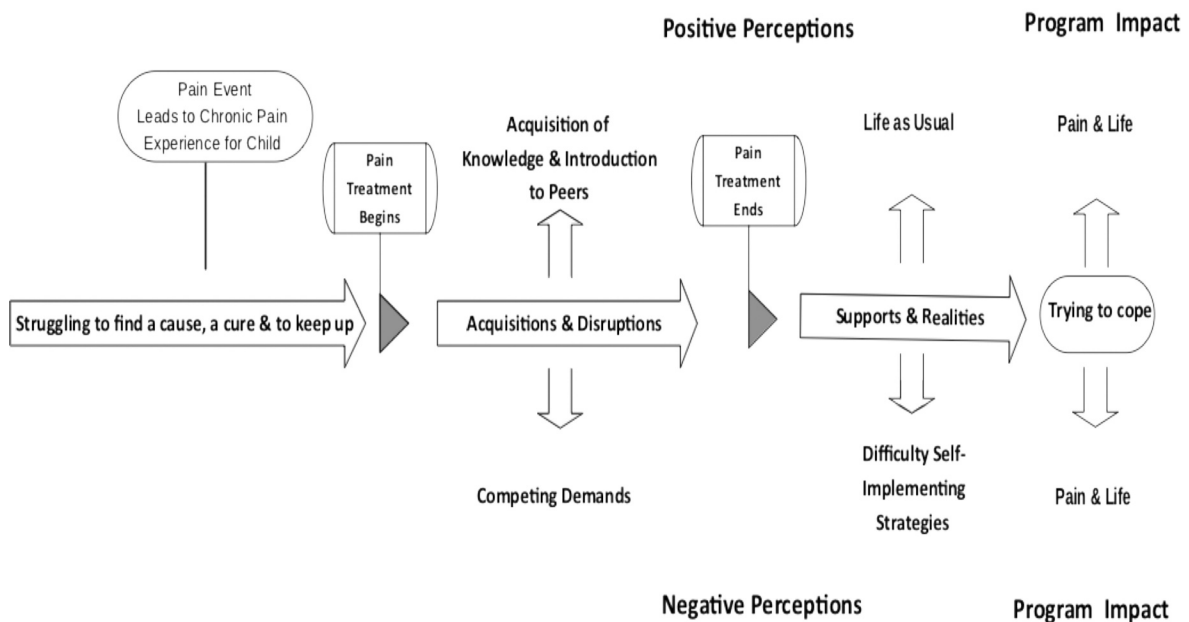 Positive Perceptions
Program Impact
Pain Event
Leads to Chronic Pain
Experience for Child
Pain
Treatment
Begins
Acquisition of
Knowledge & Introduction
to Peers
Pain
Treatment
Ends
Life as Usual
Pain & Life
Struggling to find a cause, a cure & to keep up
Acquisitions & Disruptions
Supports & Realities
Trying to cope
Competing Demands
Difficulty Self-
Implementing
Strategies
Pain & Life
Negative Perceptions
Program Impact